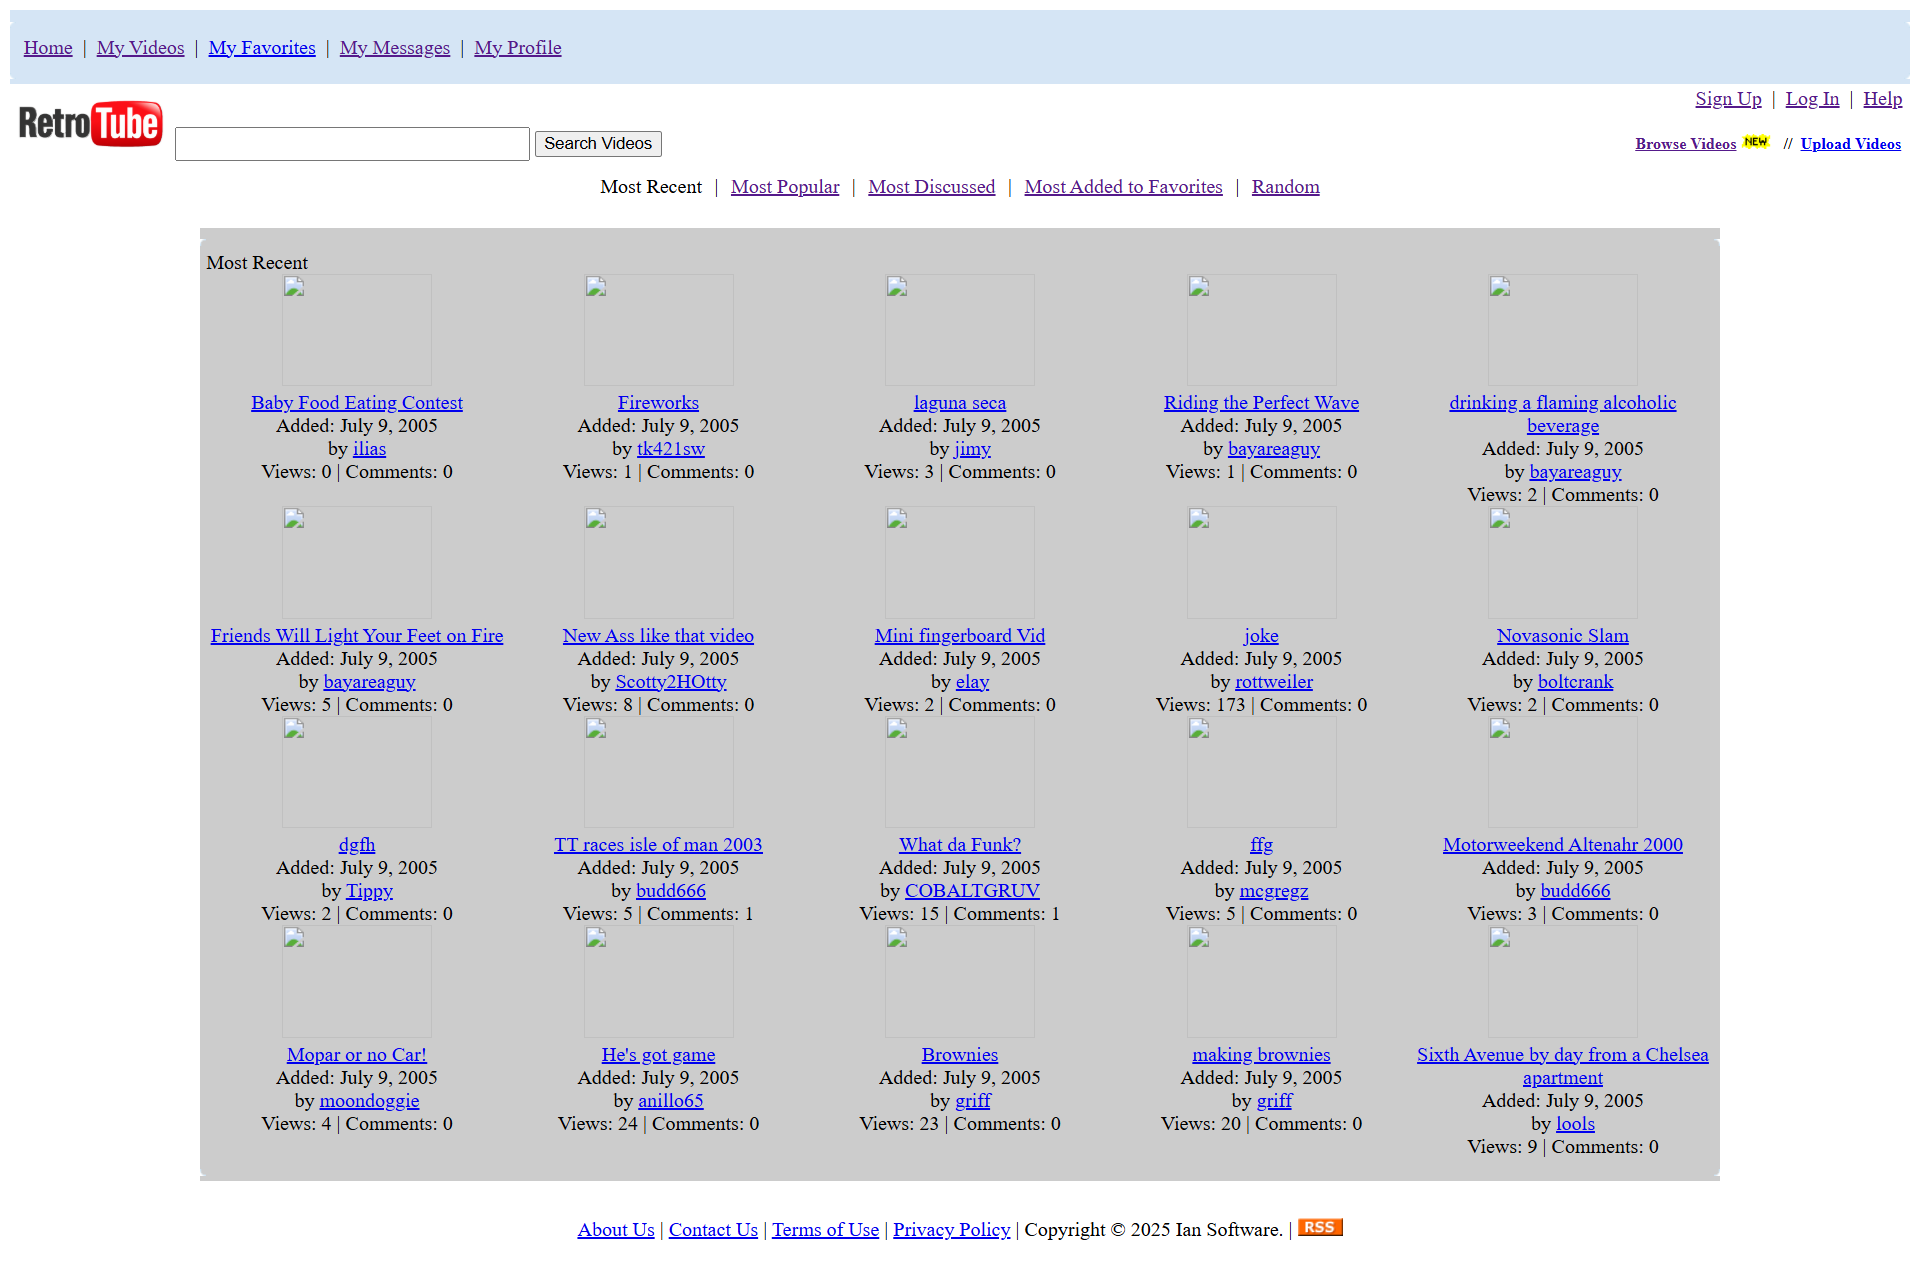 Home | My Videos | My Favorites | My Messages | My Profile
Sign Up | Log In | Help
RetroTube
Search Videos
Browse Videos NEW // Upload Videos
Most Recent | Most Popular | Most Discussed | Most Added to Favorites | Random
Most Recent
Baby Food Eating Contest
Added: July 9, 2005
by ilias
Views: 0 | Comments: 0
Fireworks
Added: July 9, 2005
by tk421sw
Views: 1 | Comments: 0
laguna seca
Added: July 9, 2005
by jimy
Views: 3 | Comments: 0
Riding the Perfect Wave
Added: July 9, 2005
by bayareaguy
Views: 1 | Comments: 0
drinking a flaming alcoholic
beverage
Added: July 9, 2005
by bayareaguy
Views: 2 | Comments: 0
Friends Will Light Your Feet on Fire
Added: July 9, 2005
by bayareaguy
Views: 5 | Comments: 0
New Ass like that video
Added: July 9, 2005
by Scotty2HOtty
Views: 8 | Comments: 0
Mini fingerboard Vid
Added: July 9, 2005
by elay
Views: 2 | Comments: 0
joke
Added: July 9, 2005
by rottweiler
Views: 173 | Comments: 0
Novasonic Slam
Added: July 9, 2005
by boltcrank
Views: 2 | Comments: 0
dgfh
Added: July 9, 2005
by Tippy
Views: 2 | Comments: 0
TT races isle of man 2003
Added: July 9, 2005
by budd666
Views: 5 | Comments: 1
What da Funk?
Added: July 9, 2005
by COBALTGRUV
Views: 15 | Comments: 1
ffg
Added: July 9, 2005
by mcgregz
Views: 5 | Comments: 0
Motorweekend Altenahr 2000
Added: July 9, 2005
by budd666
Views: 3 | Comments: 0
Mopar or no Car!
Added: July 9, 2005
by moondoggie
Views: 4 | Comments: 0
He's got game
Added: July 9, 2005
by anillo65
Views: 24 | Comments: 0
Brownies
Added: July 9, 2005
by griff
Views: 23 | Comments: 0
making brownies
Added: July 9, 2005
by griff
Views: 20 | Comments: 0
Sixth Avenue by day from a Chelsea
apartment
Added: July 9, 2005
by lools
Views: 9 | Comments: 0
About Us | Contact Us | Terms of Use | Privacy Policy | Copyright © 2025 Ian Software. | RSS